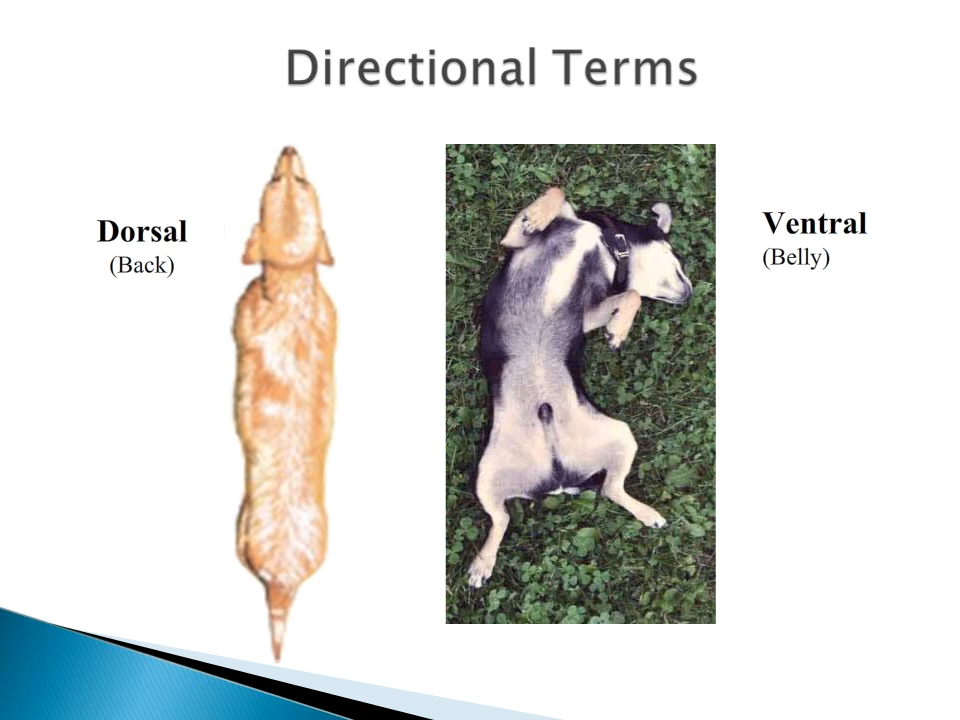 Directional Terms
Dorsal
(Back)
Ventral
(Belly)